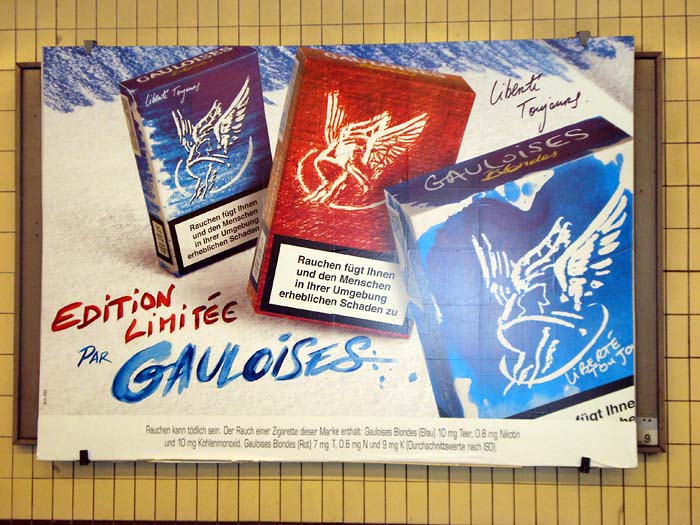 GAULOISES
Liberté Toujours
Rauchen fügt Ihnen
und den Menschen
in Ihrer Umgebung
erheblichen Schaden
Rauchen fügt Ihnen
und den Menschen
in Ihrer Umgebung
erheblichen Schaden zu
Liberté
Toujours.
GAULOISES
Blondes
LIBERTÉ
TOUJO
fügt Ihne
EDITION
LIMITÉE
PAR GAULOISES
Rauchen kann tödlich sein. Der Rauch einer Zigarette dieser Marke enthält: Gauloises Blondes (Blau) 10 mg Teer, 0.8 mg Nikotin
und 10 mg Kohlenmonoxid. Gauloises Blondes (Rot) 7 mg T, 0.6 mg N und 9 mg K (Durchschnittswerte nach ISO).
9